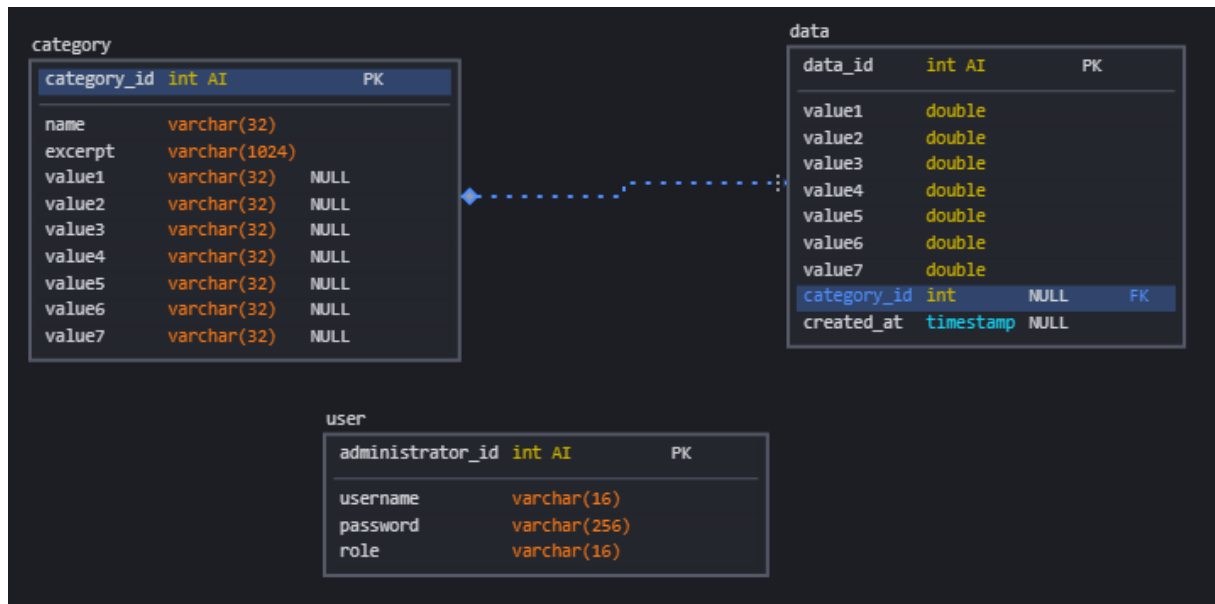 category
category_id int AI PK
name varchar(32)
excerpt varchar(1024)
value1 varchar(32) NULL
value2 varchar(32) NULL
value3 varchar(32) NULL
value4 varchar(32) NULL
value5 varchar(32) NULL
value6 varchar(32) NULL
value7 varchar(32) NULL
data
data_id int AI PK
value1 double
value2 double
value3 double
value4 double
value5 double
value6 double
value7 double
category_id int NULL FK
created_at timestamp NULL
user
administrator_id int AI PK
username varchar(16)
password varchar(256)
role varchar(16)